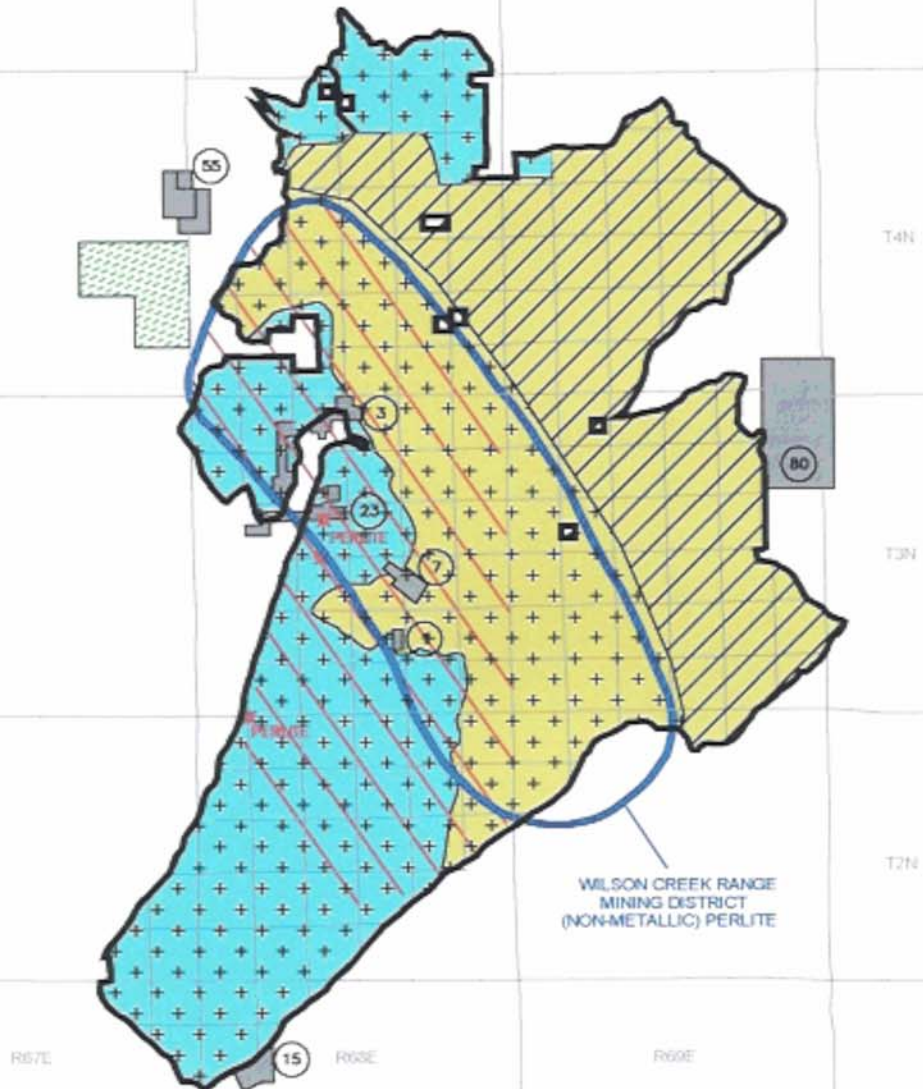 55
T4N
3
80
23
PERLITE
T3N
7
PERLITE
T2N
WILSON CREEK RANGE
MINING DISTRICT
(NON-METALLIC) PERLITE
15
R67E
R68E
R69E